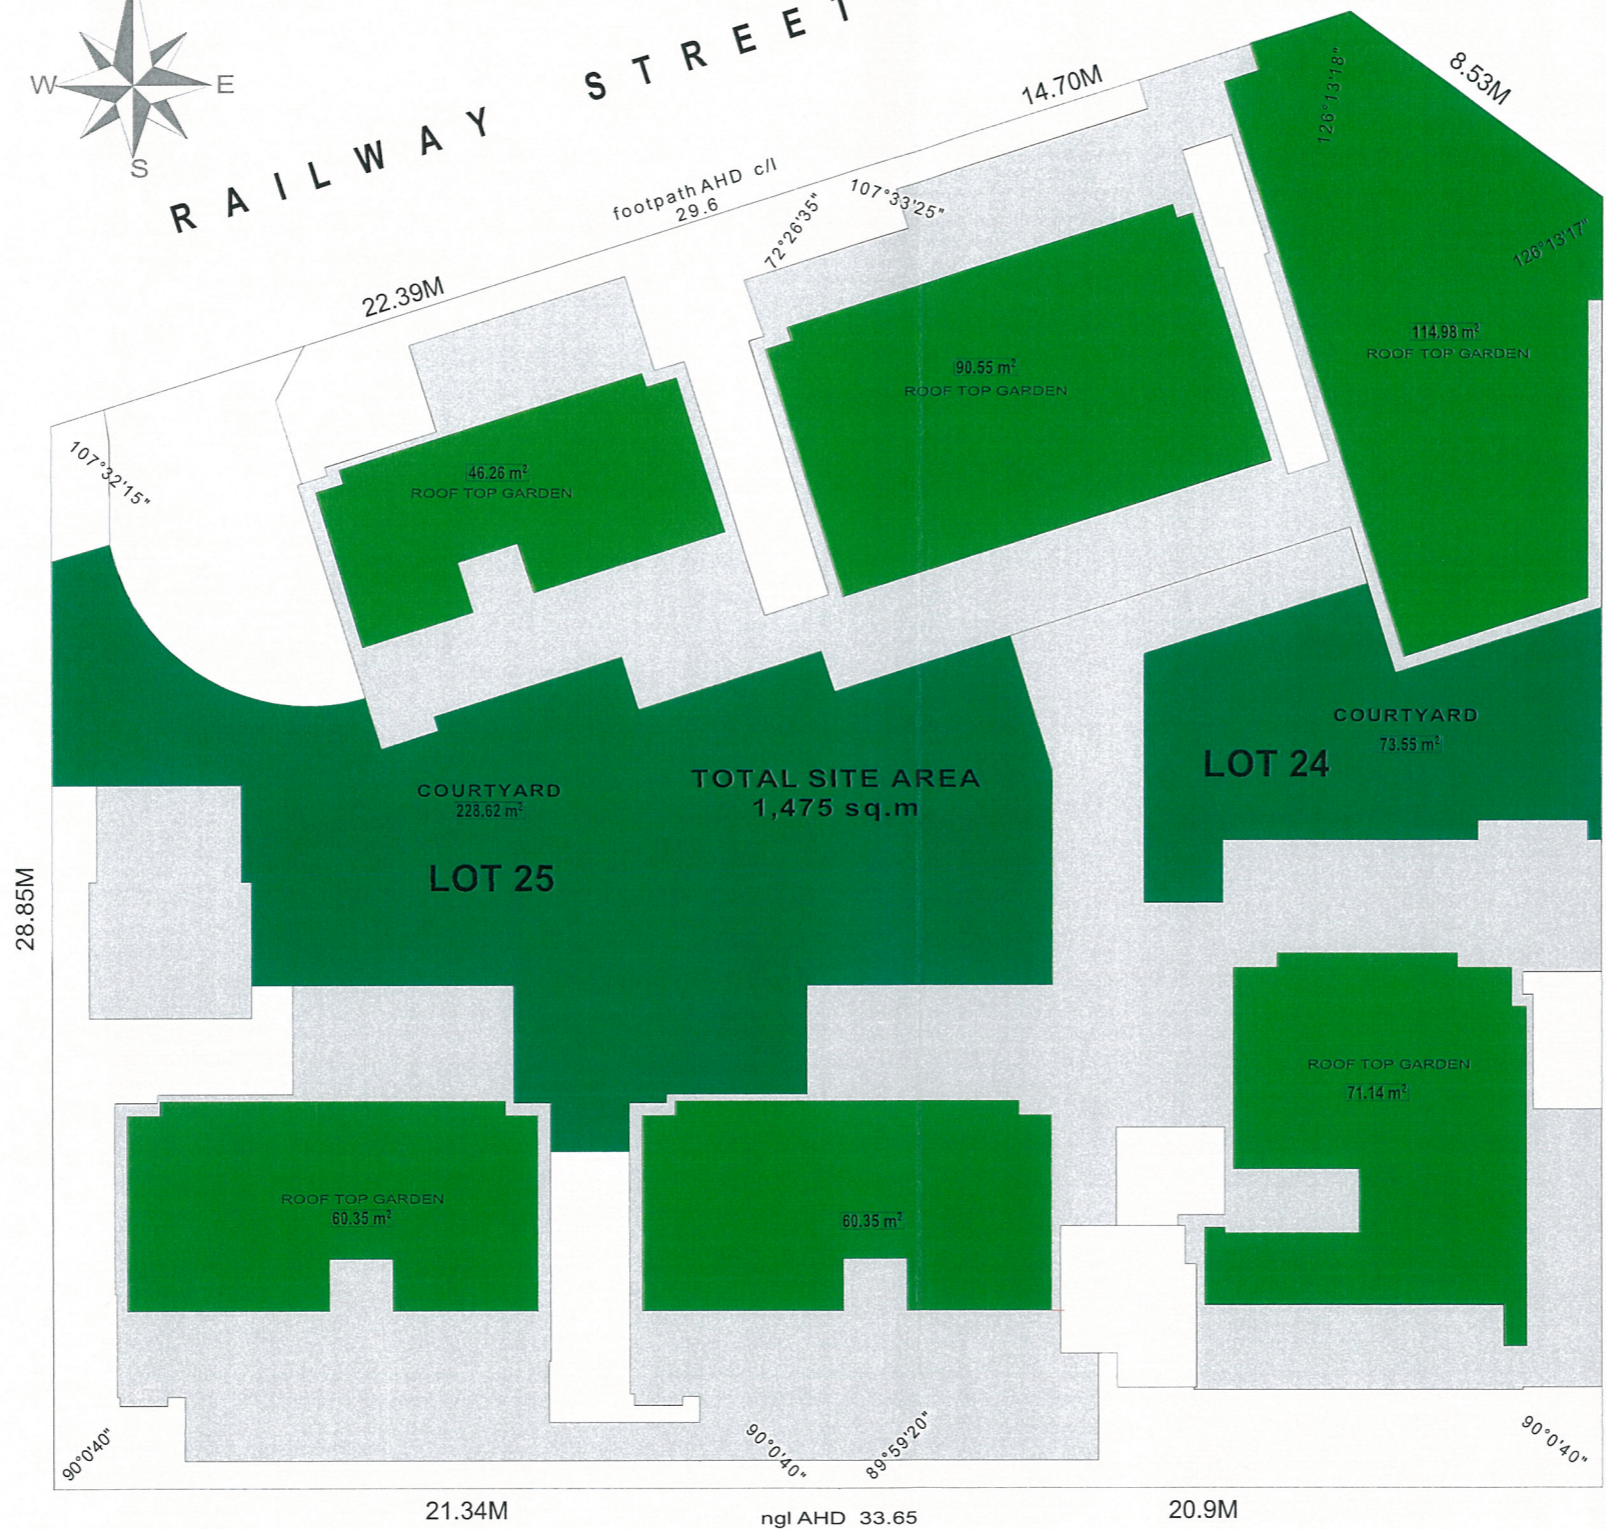 W
E
S
RAILWAY STREET
14.70M
8.53M
126°13'18"
footpath AHD c/l
29.6
72°26'35"
107°33'25"
126°13'17"
22.39M
114.98 m²
ROOF TOP GARDEN
90.55 m²
ROOF TOP GARDEN
107°32'15"
46.26 m²
ROOF TOP GARDEN
COURTYARD
73.55 m²
LOT 24
TOTAL SITE AREA
1,475 sq.m
COURTYARD
228.62 m²
LOT 25
28.85M
ROOF TOP GARDEN
71.14 m²
ROOF TOP GARDEN
60.35 m²
60.35 m²
90°0'40"
90°0'40"
89°59'20"
90°0'40"
21.34M
ngl AHD 33.65
20.9M